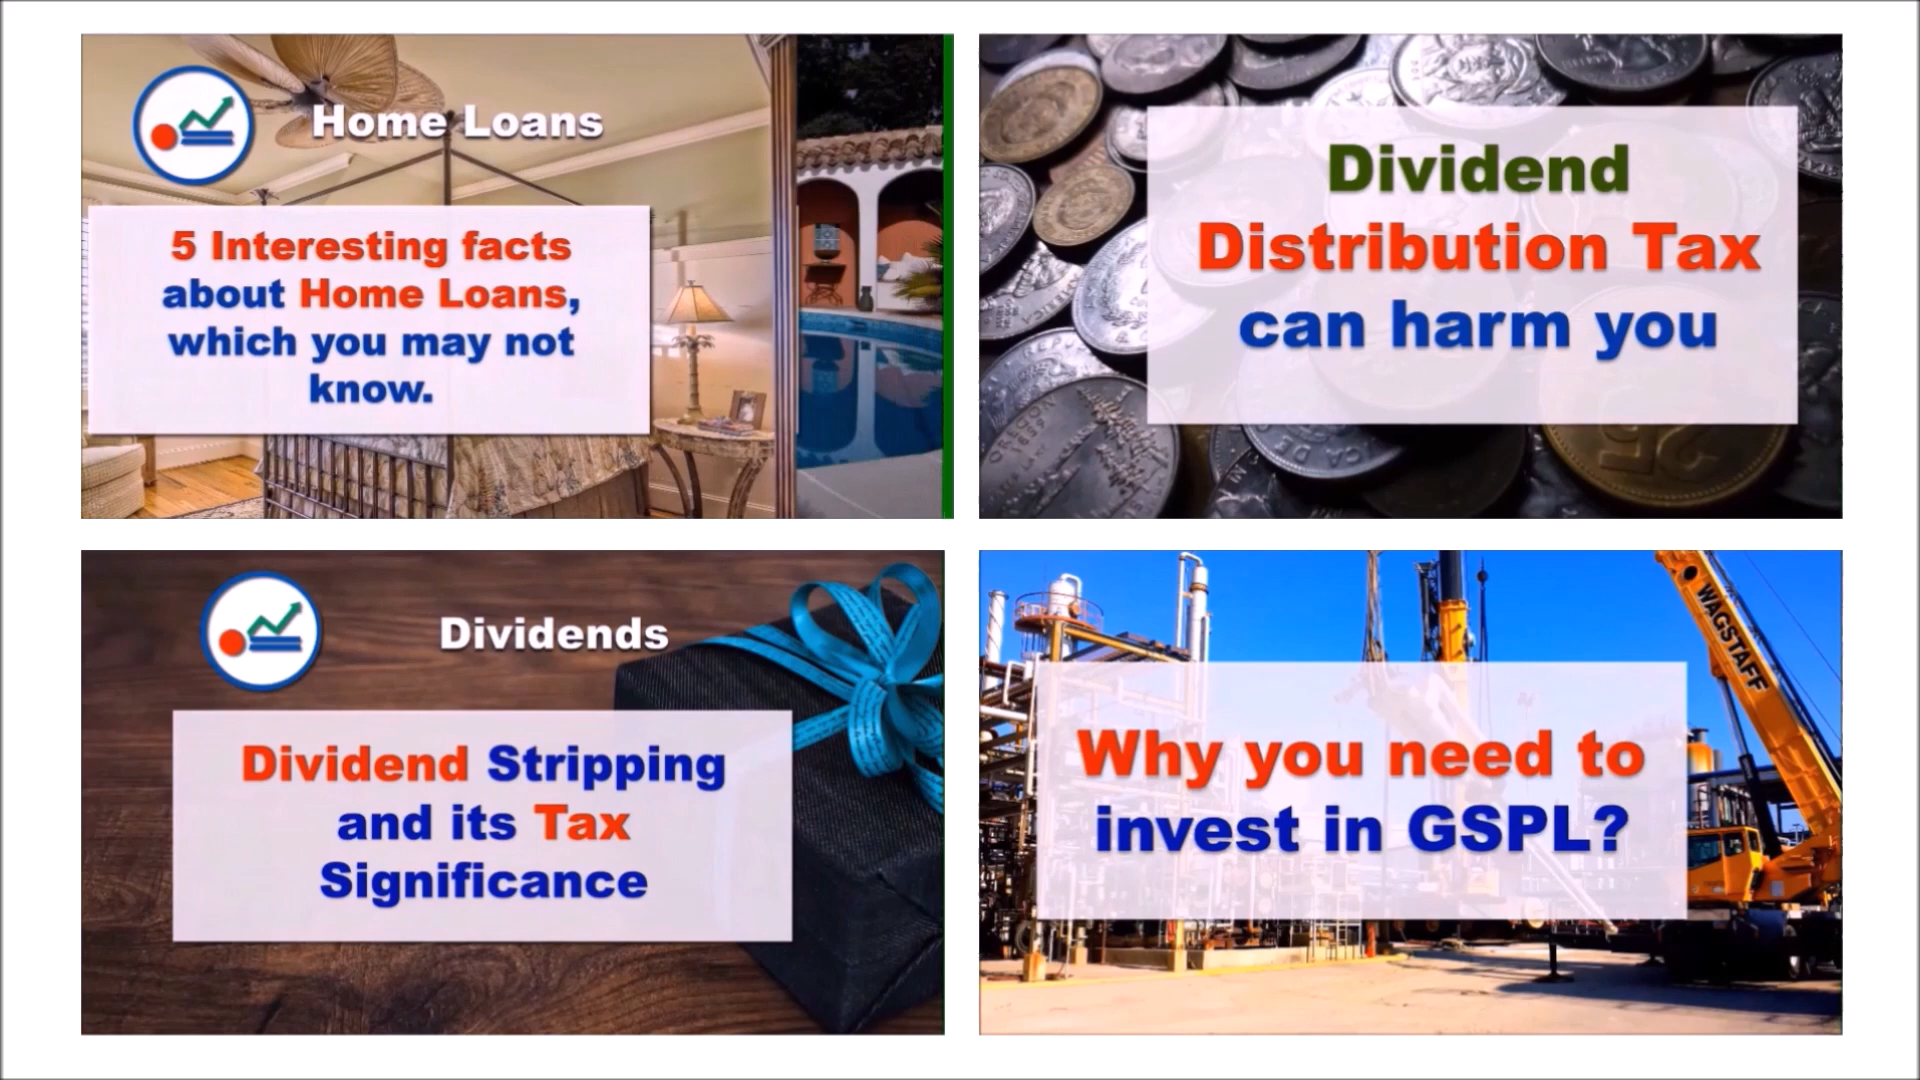 Home Loans
5 Interesting facts
about Home Loans,
which you may not
know.
Dividend
Distribution Tax
can harm you
Dividends
Dividend Stripping
and its Tax
Significance
WAGSTAFF
Why you need to
invest in GSPL?